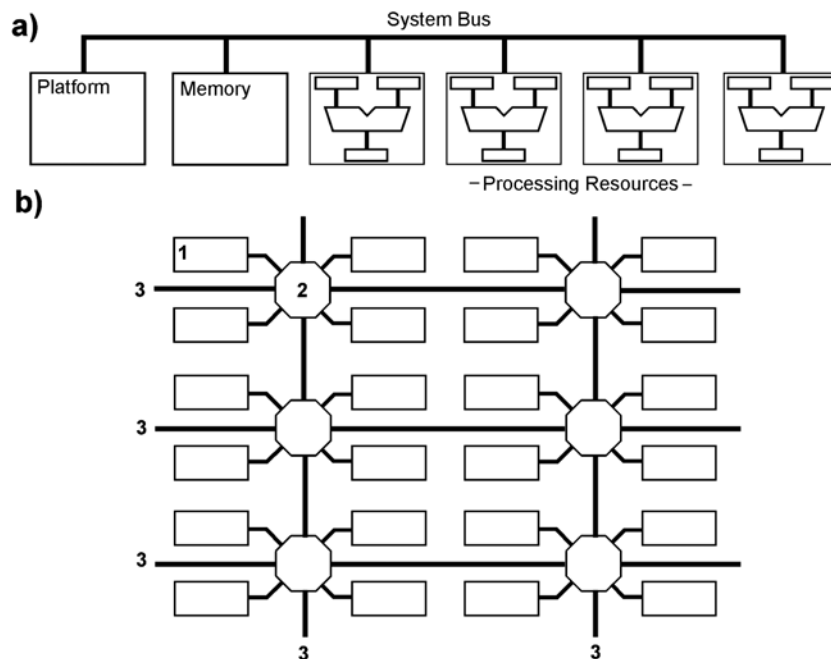 a)
System Bus
Platform
Memory
–Processing Resources–
b)
1
3
2
3
3
3
3